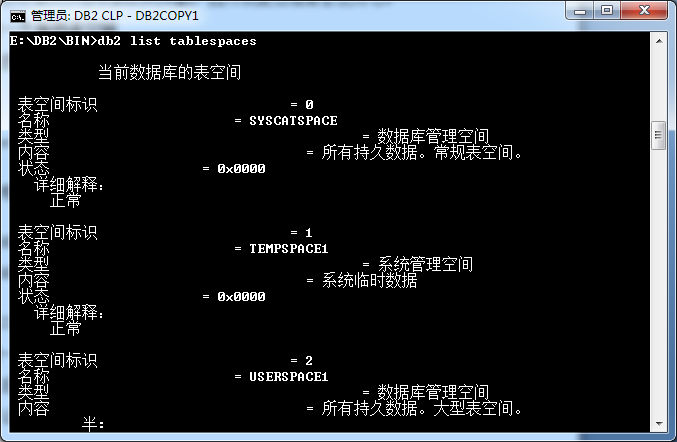 管理员: DB2 CLP - DB2COPY1
E:\DB2\BIN>db2 list tablespaces
当前数据库的表空间
表空间标识 = 0
名称 = SYSCATSPACE
类型 = 数据库管理空间
内容 = 所有持久数据。常规表空间。
状态 = 0x0000
详细解释:
正常
表空间标识 = 1
名称 = TEMPSPACE1
类型 = 系统管理空间
内容 = 系统临时数据
状态 = 0x0000
详细解释:
正常
表空间标识 = 2
名称 = USERSPACE1
类型 = 数据库管理空间
内容 = 所有持久数据。大型表空间。
半: